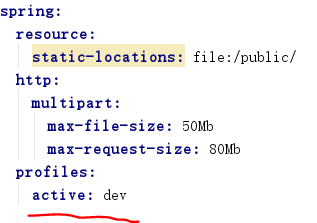 spring:
  resource:
    static-locations: file:/public/
  http:
    multipart:
      max-file-size: 50Mb
      max-request-size: 80Mb
  profiles:
    active: dev